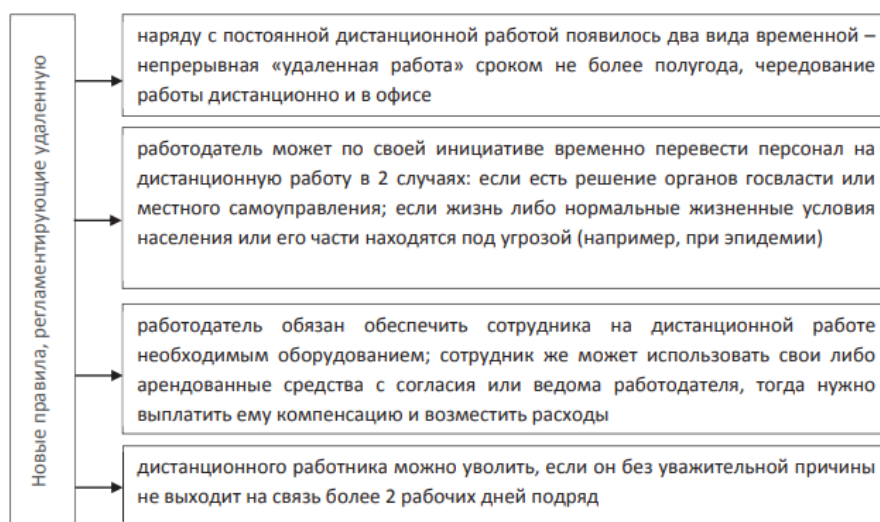 Новые правила, регламентирующие удаленную
наряду с постоянной дистанционной работой появилось два вида временной –
непрерывная «удаленная работа» сроком не более полугода, чередование
работы дистанционно и в офисе
работодатель может по своей инициативе временно перевести персонал на
дистанционную работу в 2 случаях: если есть решение органов госвласти или
местного самоуправления; если жизнь либо нормальные жизненные условия
населения или его части находятся под угрозой (например, при эпидемии)
работодатель обязан обеспечить сотрудника на дистанционной работе
необходимым оборудованием; сотрудник же может использовать свои либо
арендованные средства с согласия или ведома работодателя, тогда нужно
выплатить ему компенсацию и возместить расходы
дистанционного работника можно уволить, если он без уважительной причины
не выходит на связь более 2 рабочих дней подряд